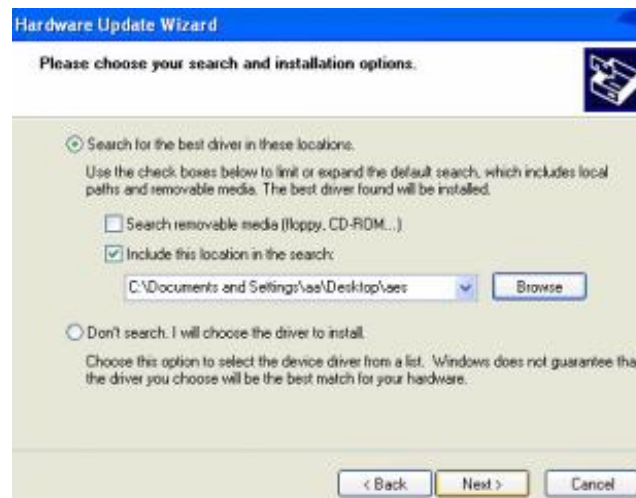 Hardware Update Wizard
Please choose your search and installation options.
Search for the best driver in these locations.
Use the check boxes below to limit or expand the default search, which includes local
paths and removable media. The best driver found will be installed.
Search removable media (floppy, CD-ROM...)
Include this location in the search:
C:\Documents and Settings\aa\Desktop\aes
Browse
Don't search. I will choose the driver to install.
Choose this option to select the device driver from a list. Windows does not guarantee tha
the driver you choose will be the best match for your hardware.
< Back
Next >
Cancel